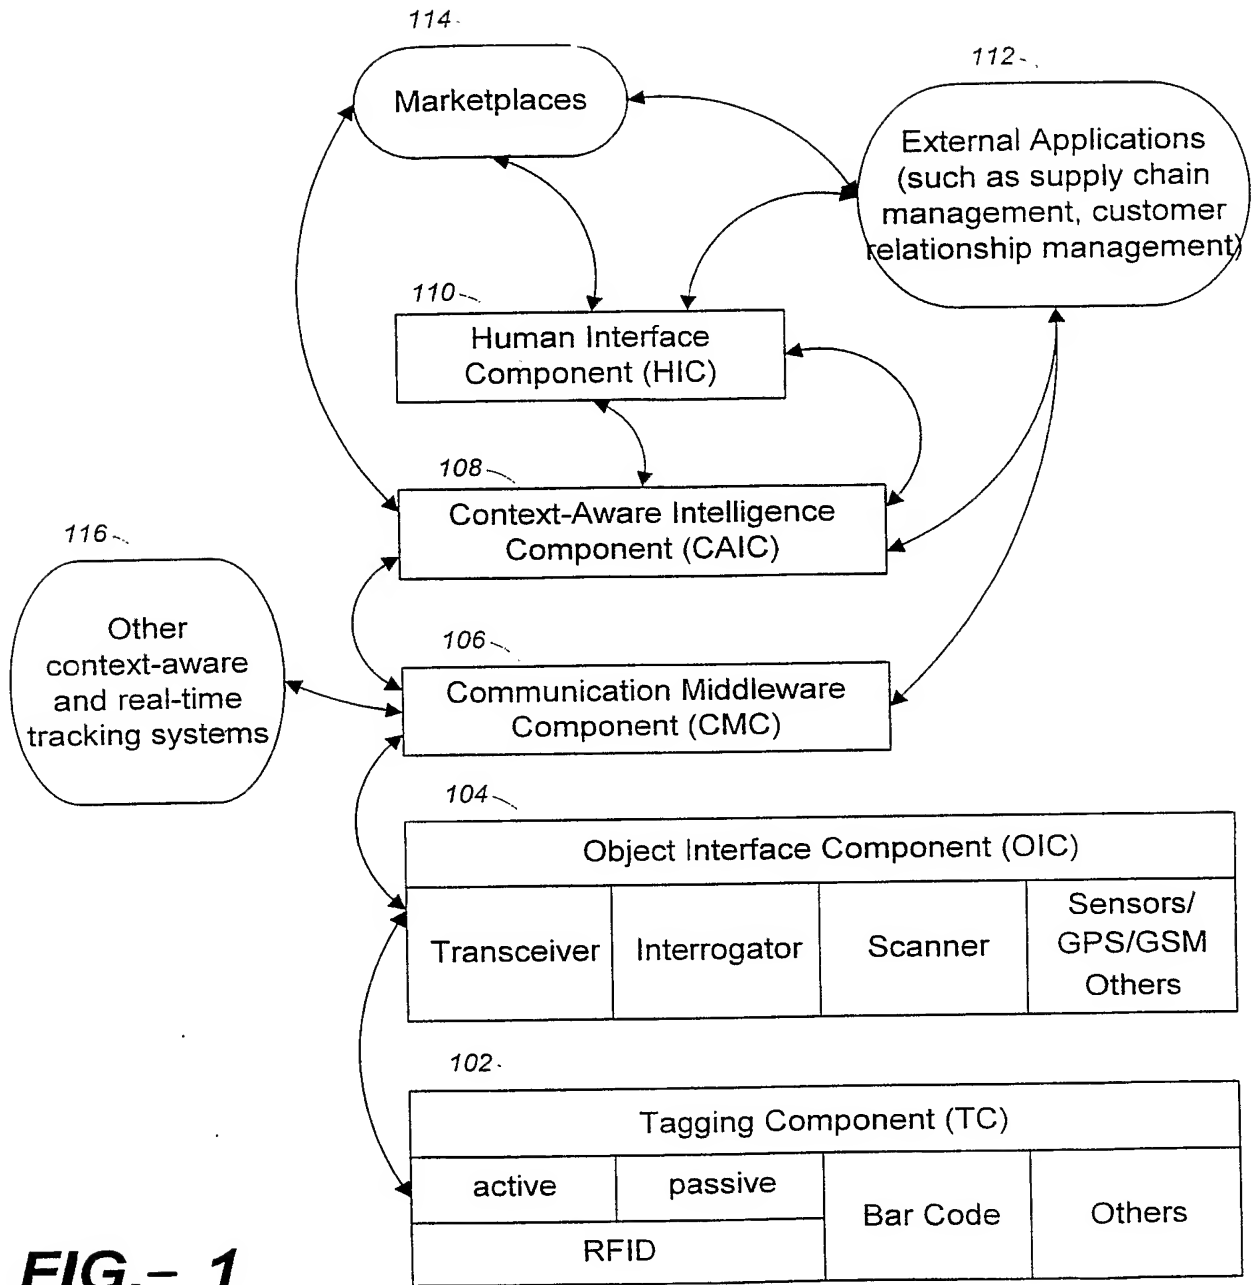 114
Marketplaces
112
External Applications
(such as supply chain
management, customer
relationship management)
110
Human Interface
Component (HIC)
108
Context-Aware Intelligence
Component (CAIC)
116
Other
context-aware
and real-time
tracking systems
106
Communication Middleware
Component (CMC)
104
Object Interface Component (OIC)
Transceiver
Interrogator
Scanner
Sensors/
GPS/GSM
Others
102
Tagging Component (TC)
active
passive
Bar Code
Others
RFID
FIG.– 1